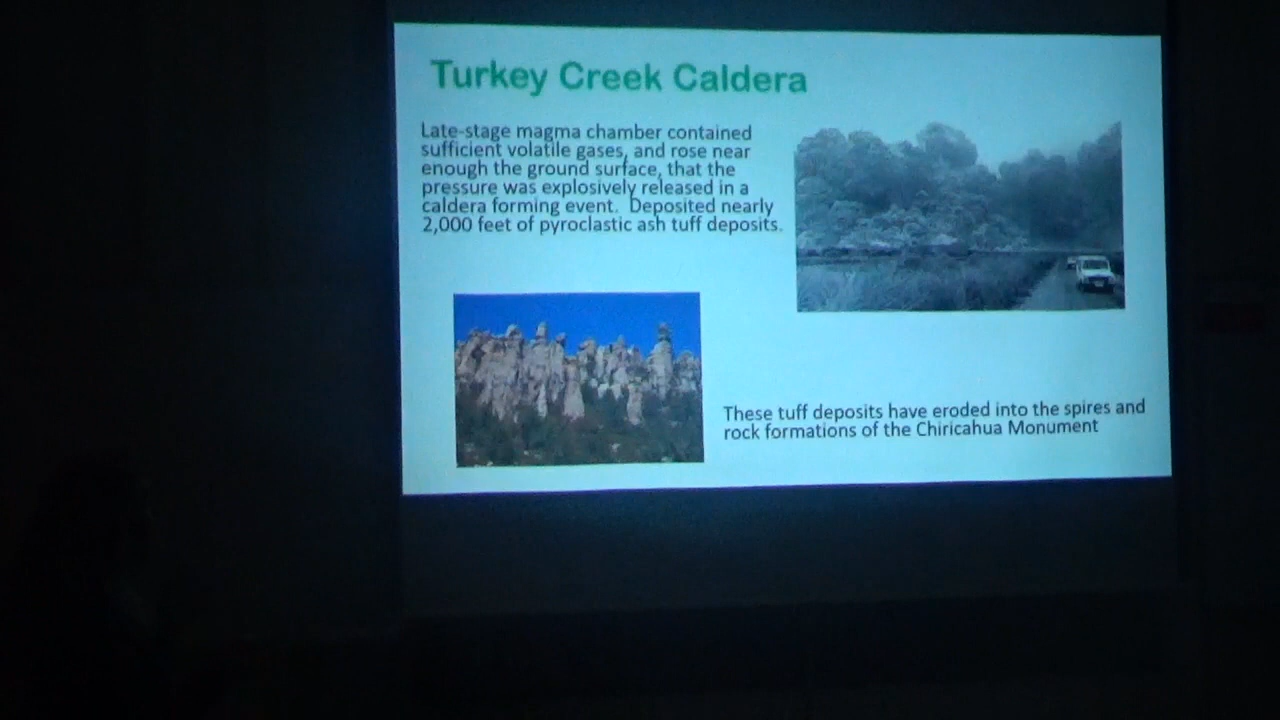 Turkey Creek Caldera
Late-stage magma chamber contained
sufficient volatile gases, and rose near
enough the ground surface, that the
pressure was explosively released in a
caldera forming event.  Deposited nearly
2,000 feet of pyroclastic ash tuff deposits.
These tuff deposits have eroded into the spires and
rock formations of the Chiricahua Monument